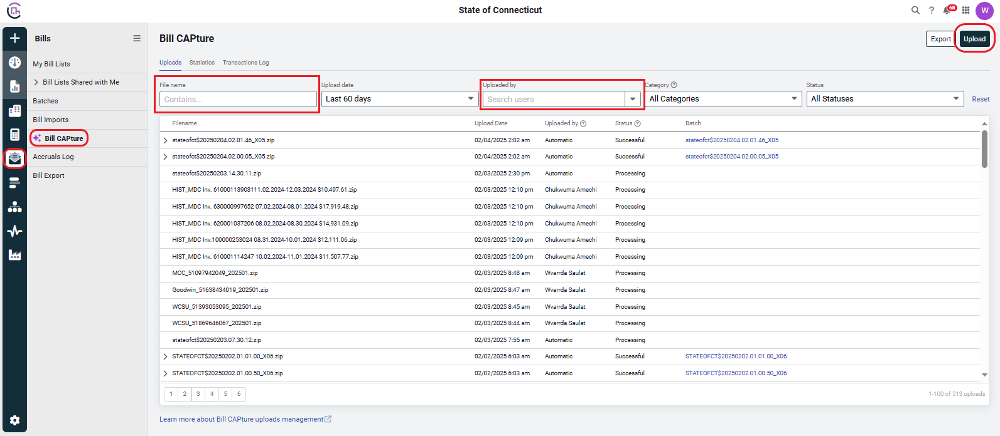 State of Connecticut
68
W
Bills
My Bill Lists
Bill Lists Shared with Me
Batches
Bill Imports
Bill CAPture
Accruals Log
Bill Export
Bill CAPture
Export
Upload
Uploads Statistics Transactions Log
File name Upload date Uploaded by Category Status
Contains... Last 60 days Search users All Categories All Statuses Reset
Filename Upload Date Uploaded by Status Batch
stateofct$20250204.02.01.46_X05.zip 02/04/2025 2:02 am Automatic Successful stateofct$20250204.02.01.46_X05
stateofct$20250204.02.00.05_X05.zip 02/04/2025 2:02 am Automatic Successful stateofct$20250204.02.00.05_X05
stateofct$20250203.14.30.11.zip 02/03/2025 2:30 pm Automatic Processing
HIST_MDC Inv. 61000113903111.02.2024-12.03.2024 $10,497.61.zip 02/03/2025 12:10 pm Chukwuma Amechi Processing
HIST_MDC Inv. 630000997652 07.02.2024-08.01.2024 $17,919.48.zip 02/03/2025 12:10 pm Chukwuma Amechi Processing
HIST_MDC Inv. 620001037206 08.02.2024-08.30.2024 $14,931.09.zip 02/03/2025 12:10 pm Chukwuma Amechi Processing
HIST_MDC Inv.100000253024 08.31.2024-10.01.2024 $12,111.06.zip 02/03/2025 12:09 pm Chukwuma Amechi Processing
HIST_MDC Inv. 610001114247 10.02.2024-11.01.2024 $11,507.77.zip 02/03/2025 12:09 pm Chukwuma Amechi Processing
MCC_51097942049_202501.zip 02/03/2025 8:48 am Wvarrda Saulat Processing
Goodwin_51638434019_202501.zip 02/03/2025 8:47 am Wvarrda Saulat Processing
WCSU_51393053095_202501.zip 02/03/2025 8:45 am Wvarrda Saulat Processing
WCSU_51869646067_202501.zip 02/03/2025 8:44 am Wvarrda Saulat Processing
stateofct$20250203.07.30.12.zip 02/03/2025 7:55 am Automatic Processing
STATEOFCT$20250202.01.01.00_X06.zip 02/02/2025 6:03 am Automatic Successful STATEOFCT$20250202.01.01.00_X06
STATEOFCT$20250202.01.00.50_X06.zip 02/02/2025 6:03 am Automatic Successful STATEOFCT$20250202.01.00.50_X06
1 2 3 4 5 6
1-100 of 513 uploads
Learn more about Bill CAPture uploads management